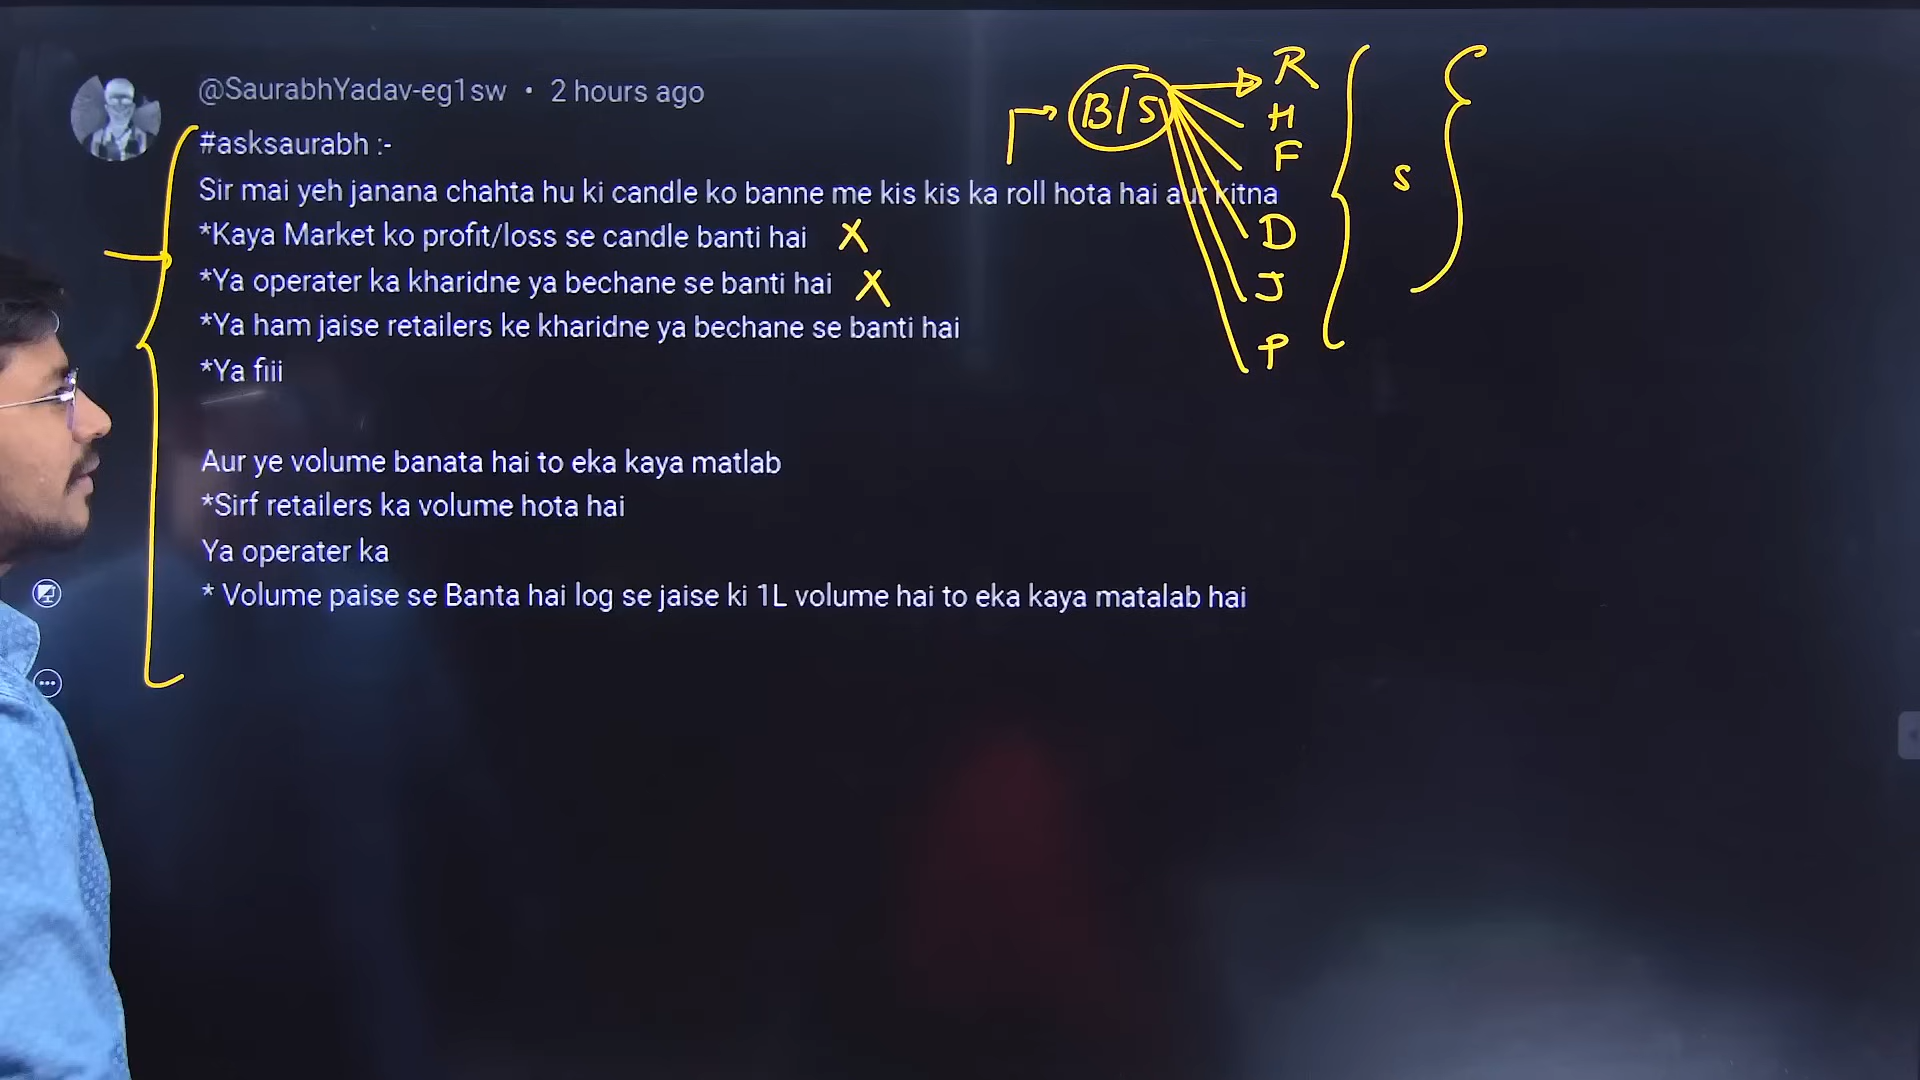 @SaurabhYadav-eg1sw • 2 hours ago
#asksaurabh :-
Sir mai yeh janana chahta hu ki candle ko banne me kis kis ka roll hota hai aur kitna
*Kaya Market ko profit/loss se candle banti hai X
*Ya operater ka kharidne ya bechane se banti hai X
*Ya ham jaise retailers ke kharidne ya bechane se banti hai
*Ya fiii
Aur ye volume banata hai to eka kaya matlab
*Sirf retailers ka volume hota hai
Ya operater ka
* Volume paise se Banta hai log se jaise ki 1L volume hai to eka kaya matalab hai
B/S
R
H
F
D
J
P
S